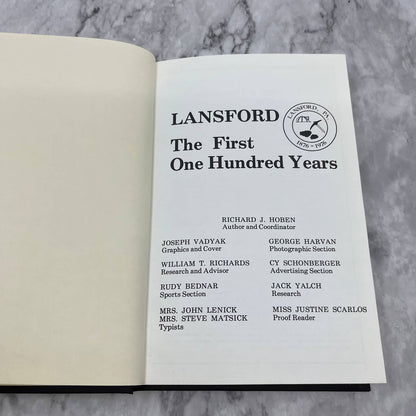 LANSFORD
LANSFORD, PA.
1876 - 1976
The First
One Hundred Years
RICHARD J. HOBEN
Author and Coordinator
JOSEPH VADYAK
Graphics and Cover
GEORGE HARVAN
Photographic Section
WILLIAM T. RICHARDS
Research and Advisor
CY SCHONBERGER
Advertising Section
RUDY BEDNAR
Sports Section
JACK YALCH
Research
MRS. JOHN LENICK
MRS. STEVE MATSICK
Typists
MISS JUSTINE SCARLOS
Proof Reader